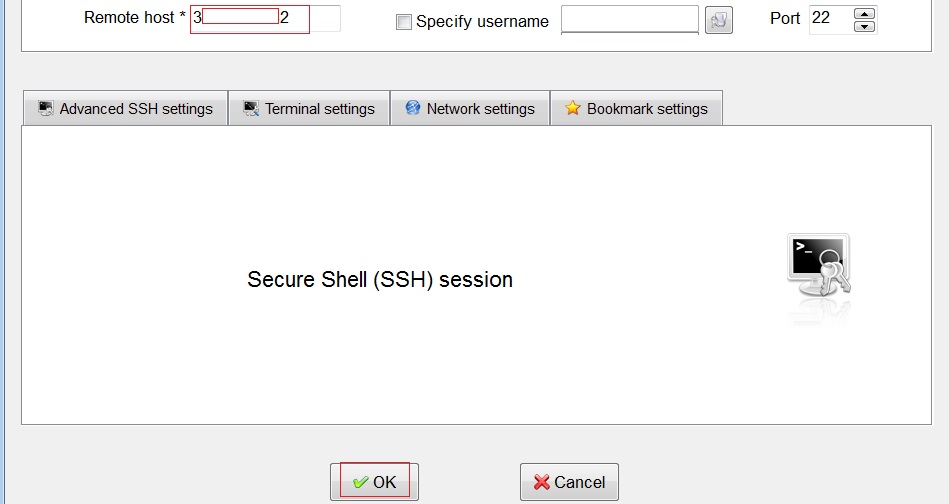 Remote host * 3 2 Specify username Port 22
Advanced SSH settings Terminal settings Network settings Bookmark settings
>_
Secure Shell (SSH) session
OK Cancel